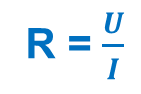 R = U/I